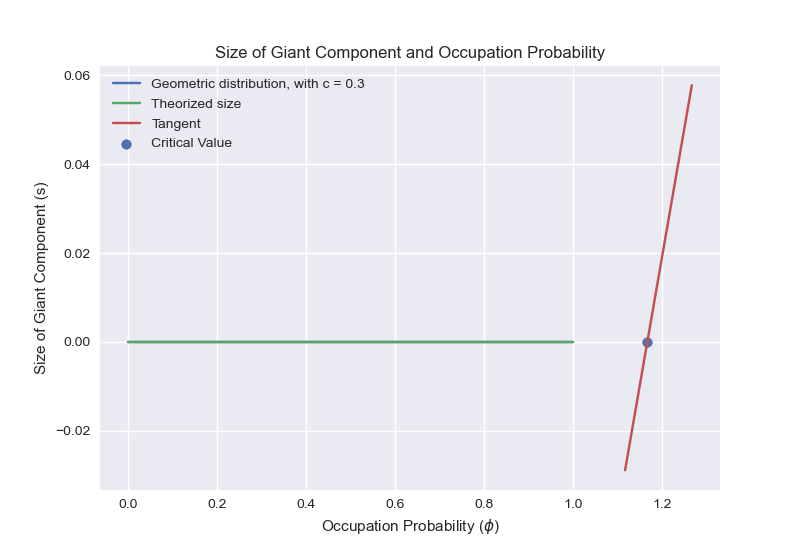 Size of Giant Component and Occupation Probability
Geometric distribution, with c = 0.3
Theorized size
Tangent
Critical Value
0.06
0.04
0.02
0.00
−0.02
Size of Giant Component (s)
0.0 0.2 0.4 0.6 0.8 1.0 1.2
Occupation Probability (ϕ)